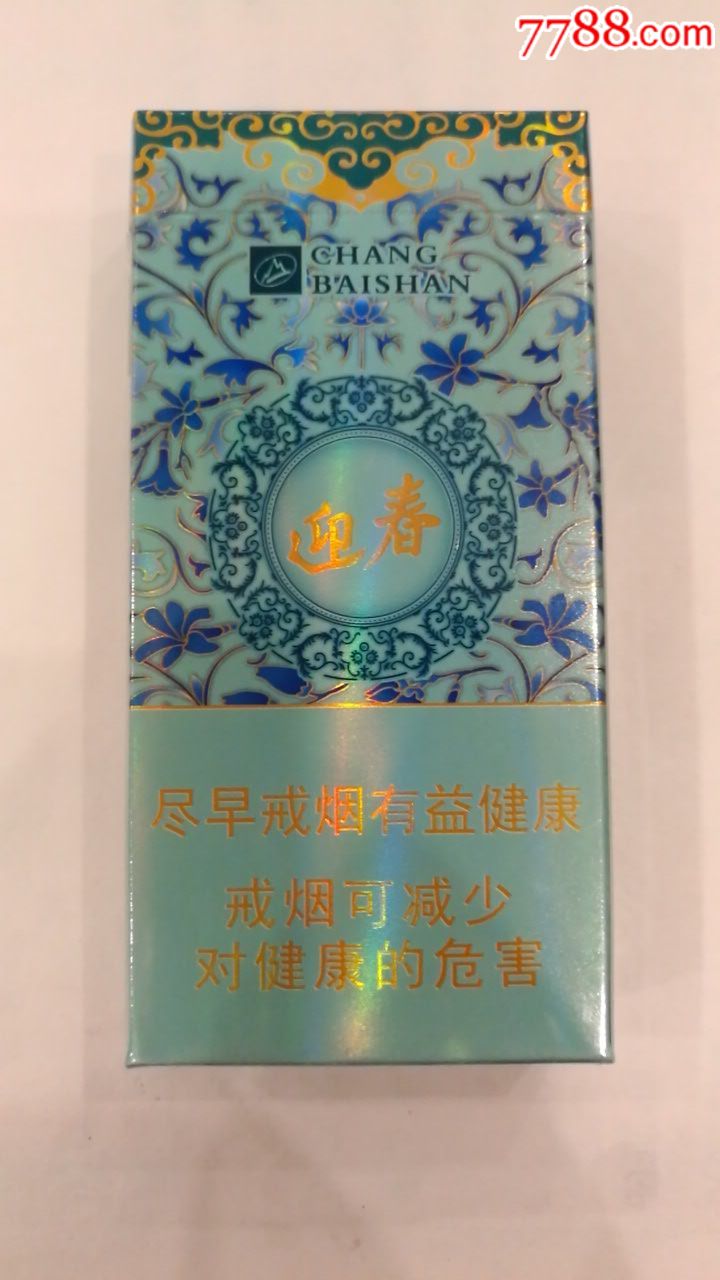 7788.com
CHANG
BAISHAN
迎春
尽早戒烟有益健康
戒烟可减少
对健康的危害